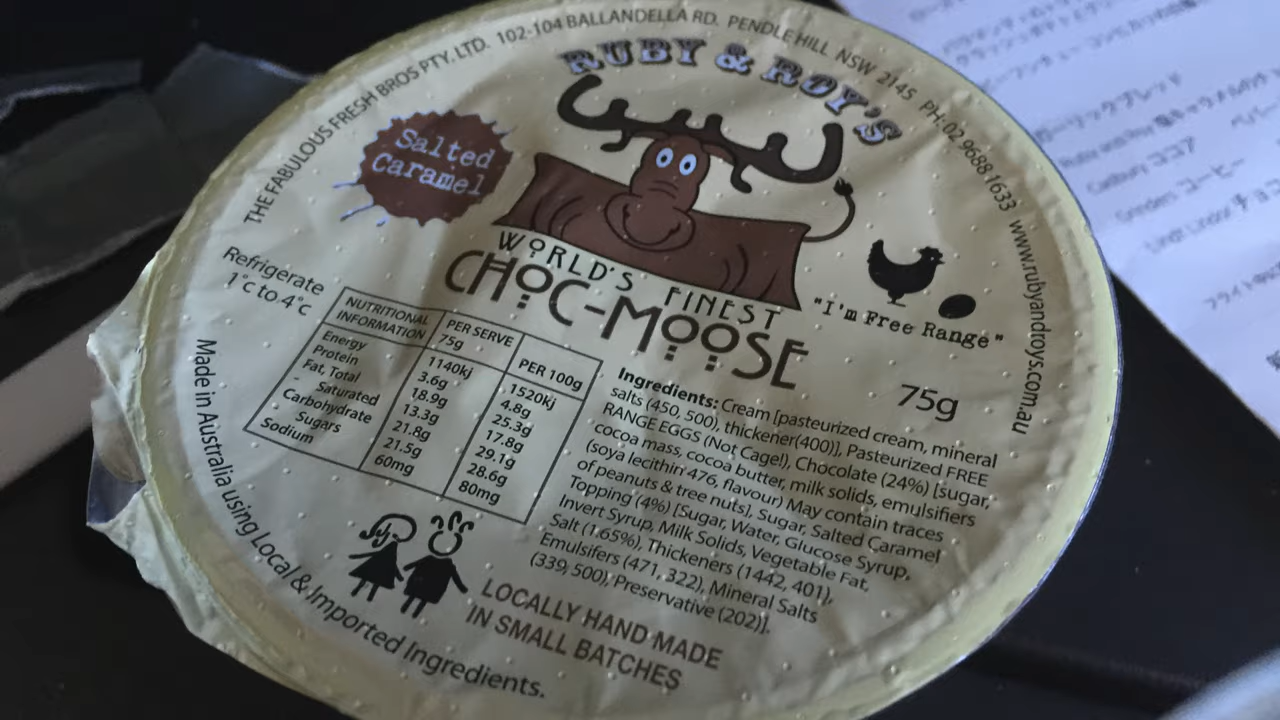 THE FABULOUS FRESH BROS PTY. LTD. 102-104 BALLANDELLA RD. PENDLE HILL NSW 2145 PH: 02 9688 1633 www.rubyandroys.com.au
RUBY & ROY'S
Salted
Caramel
WORLD'S FINEST
CHOC-MOOSE
"I'm Free Range"
75g
Refrigerate
1°c to 4°c
NUTRITIONAL INFORMATION PER SERVE 75g PER 100g
Energy 1140kj 1520kj
Protein 3.6g 4.8g
Fat, Total 18.9g 25.3g
- Saturated 13.3g 17.8g
Carbohydrate 21.8g 29.1g
Sugars 21.5g 28.6g
Sodium 60mg 80mg
Ingredients: Cream [pasteurized cream, mineral
salts (450, 500), thickener(400)], Pasteurized FREE
RANGE EGGS (Not Cage!), Chocolate (24%) [sugar,
cocoa mass, cocoa butter, milk solids, emulsifiers
(soya lecithin 476, flavour) May contain traces
of peanuts & tree nuts], Sugar, Salted Caramel
Topping (4%) [Sugar, Water, Glucose Syrup,
Invert Syrup, Milk Solids, Vegetable Fat,
Salt (1.65%), Thickeners (1442, 401),
Emulsifers (471, 322), Mineral Salts
(339, 500), Preservative (202)].
LOCALLY HAND MADE
IN SMALL BATCHES
Made in Australia using Local & Imported Ingredients.
ココア
コーヒー